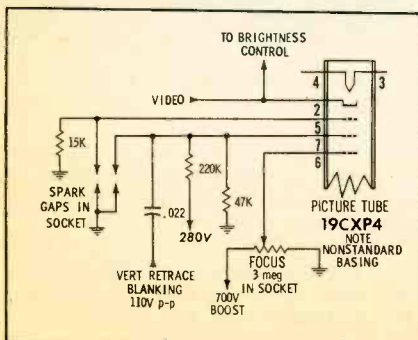 TO BRIGHTNESS
CONTROL
4
3
VIDEO
2
5
7
6
15K
220K
47K
SPARK
GAPS IN
SOCKET
.022
280V
PICTURE TUBE
19CXP4
NOTE
NONSTANDARD
BASING
VERT RETRACE
BLANKING
110V p-p
FOCUS
3 meg
IN SOCKET
700V
BOOST